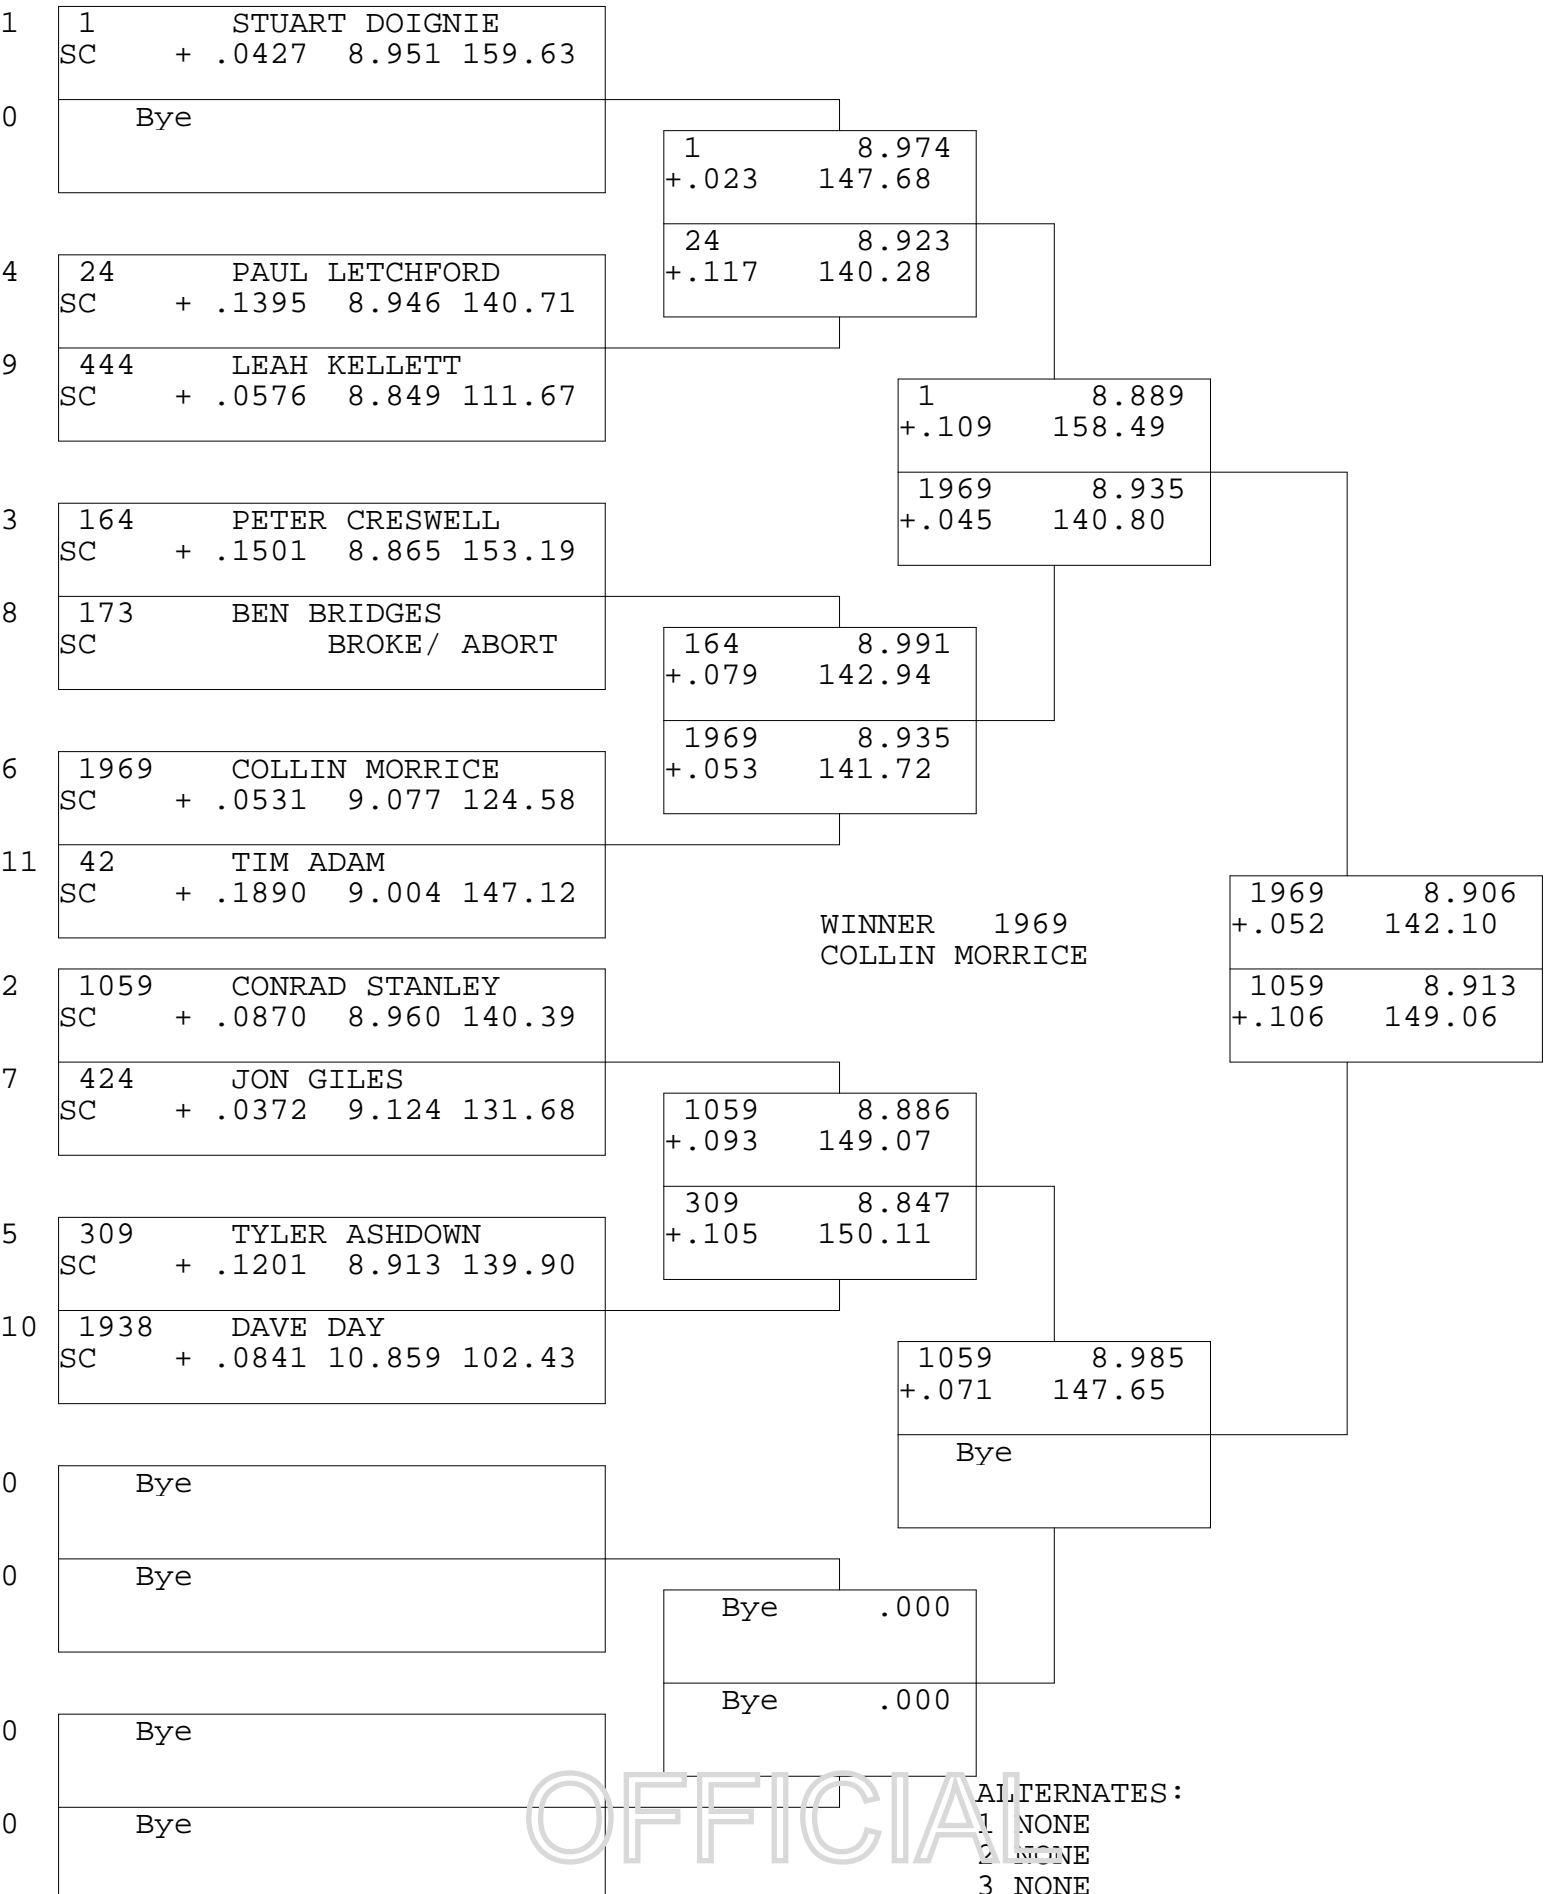 1 1 STUART DOIGNIE
SC + .0427 8.951 159.63
0 Bye
1 8.974
+.023 147.68
24 8.923
+.117 140.28
4 24 PAUL LETCHFORD
SC + .1395 8.946 140.71
9 444 LEAH KELLETT
SC + .0576 8.849 111.67
1 8.889
+.109 158.49
1969 8.935
+.045 140.80
3 164 PETER CRESWELL
SC + .1501 8.865 153.19
8 173 BEN BRIDGES
SC BROKE/ ABORT
164 8.991
+.079 142.94
1969 8.935
+.053 141.72
6 1969 COLLIN MORRICE
SC + .0531 9.077 124.58
11 42 TIM ADAM
SC + .1890 9.004 147.12
WINNER 1969
COLLIN MORRICE
1969 8.906
+.052 142.10
1059 8.913
+.106 149.06
2 1059 CONRAD STANLEY
SC + .0870 8.960 140.39
7 424 JON GILES
SC + .0372 9.124 131.68
1059 8.886
+.093 149.07
309 8.847
+.105 150.11
5 309 TYLER ASHDOWN
SC + .1201 8.913 139.90
10 1938 DAVE DAY
SC + .0841 10.859 102.43
1059 8.985
+.071 147.65
Bye
0 Bye
0 Bye
Bye .000
Bye .000
0 Bye
0 Bye
OFFICIAL
ALTERNATES:
1 NONE
2 NONE
3 NONE